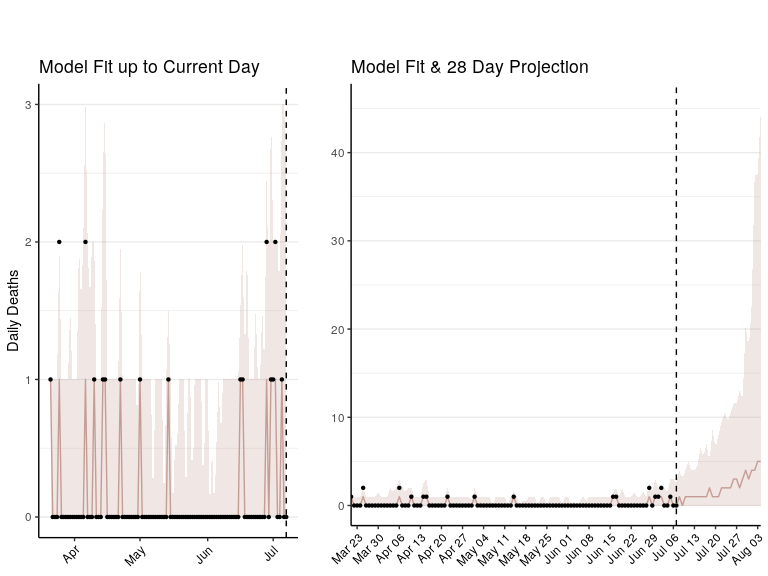 Model Fit up to Current Day
Daily Deaths
3
2
1
0
Apr
May
Jun
Jul
Model Fit & 28 Day Projection
40
30
20
10
0
Mar 23
Mar 30
Apr 06
Apr 13
Apr 20
Apr 27
May 04
May 11
May 18
May 25
Jun 01
Jun 08
Jun 15
Jun 22
Jun 29
Jul 06
Jul 13
Jul 20
Jul 27
Aug 03